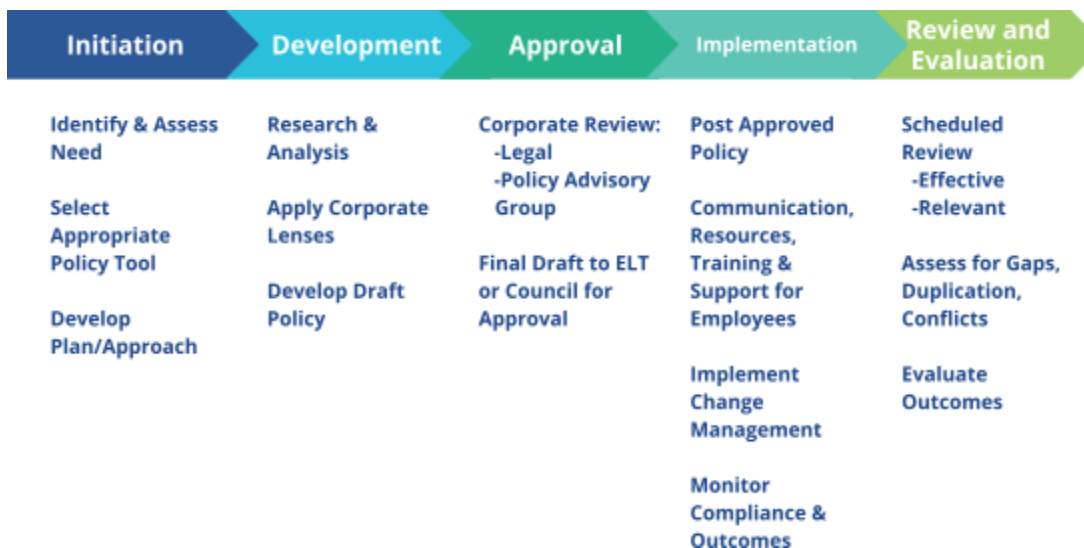 Initiation
Development
Approval
Implementation
Review and
Evaluation
Identify & Assess
Need
Select
Appropriate
Policy Tool
Develop
Plan/Approach
Research &
Analysis
Apply Corporate
Lenses
Develop Draft
Policy
Corporate Review:
-Legal
-Policy Advisory
Group
Final Draft to ELT
or Council for
Approval
Post Approved
Policy
Communication,
Resources,
Training &
Support for
Employees
Implement
Change
Management
Monitor
Compliance &
Outcomes
Scheduled
Review
-Effective
-Relevant
Assess for Gaps,
Duplication,
Conflicts
Evaluate
Outcomes